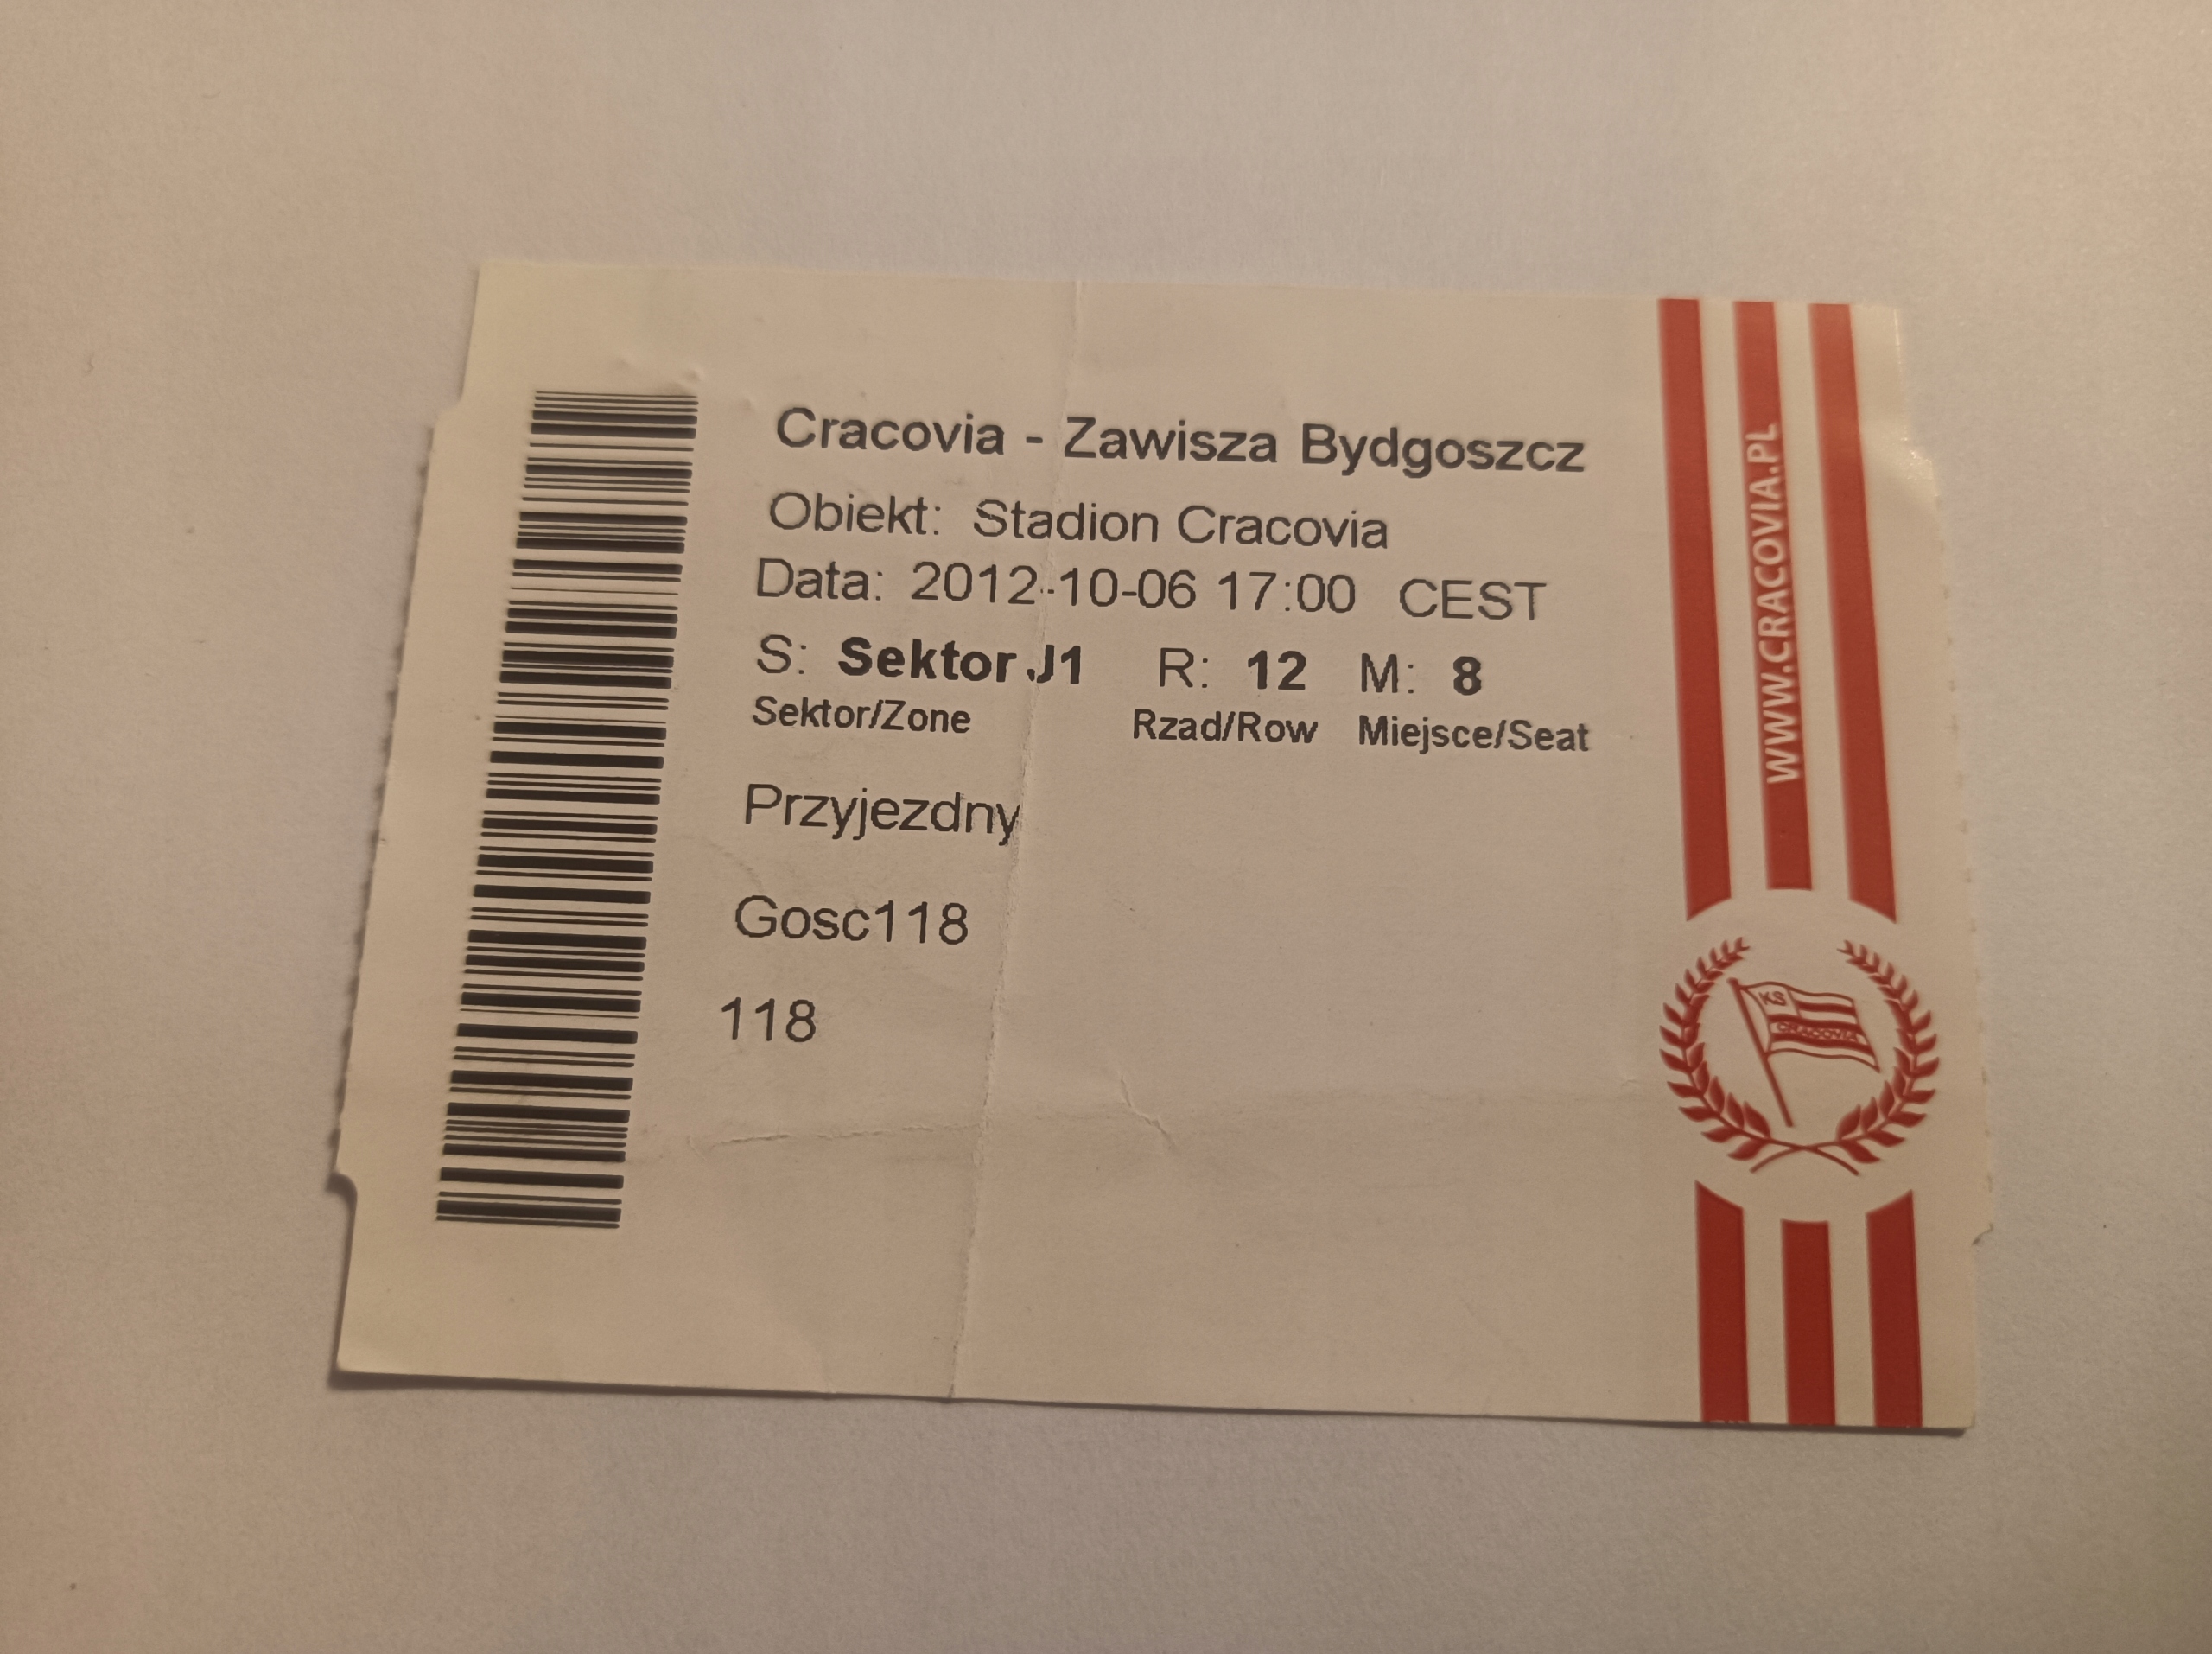 Cracovia - Zawisza Bydgoszcz
Obiekt: Stadion Cracovia
Data: 2012-10-06 17:00 CEST
S: Sektor J1 R: 12 M: 8
Sektor/Zone Rzad/Row Miejsce/Seat
Przyjezdny
Gosc118
118
WWW.CRACOVIA.PL
KS
CRACOVIA